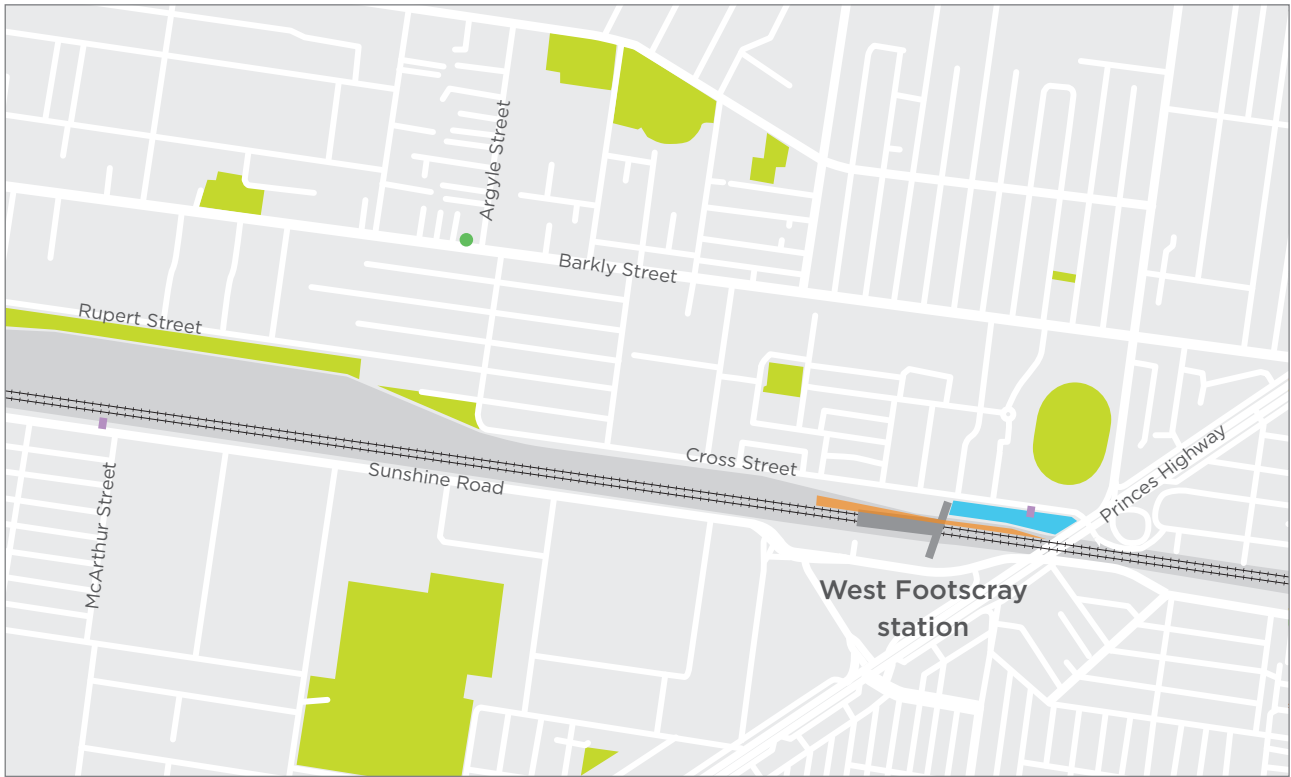 Argyle Street
Barkly Street
Rupert Street
Cross Street
Sunshine Road
Princes Highway
McArthur Street
West Footscray
station